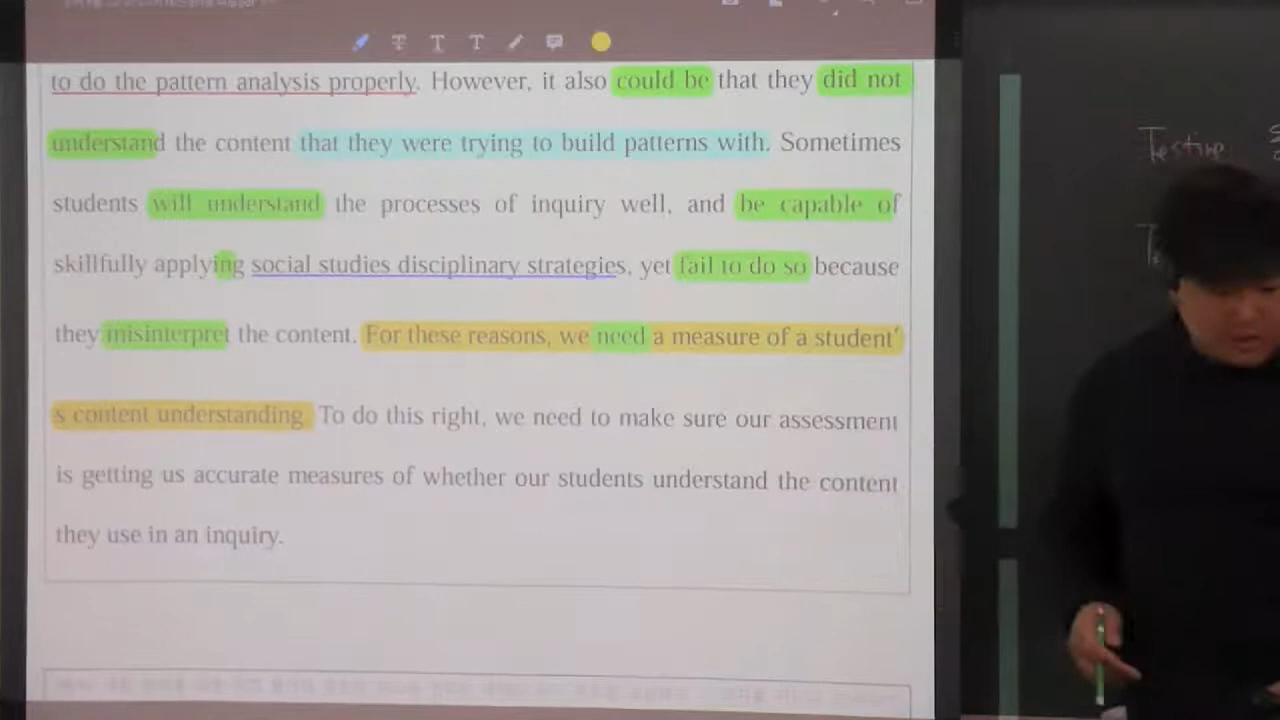 to do the pattern analysis properly. However, it also could be that they did not
understand the content that they were trying to build patterns with. Sometimes
students will understand the processes of inquiry well, and be capable of
skillfully applying social studies disciplinary strategies, yet fail to do so because
they misinterpret the content. For these reasons, we need a measure of a student'
s content understanding. To do this right, we need to make sure our assessment
is getting us accurate measures of whether our students understand the content
they use in an inquiry.
Testing